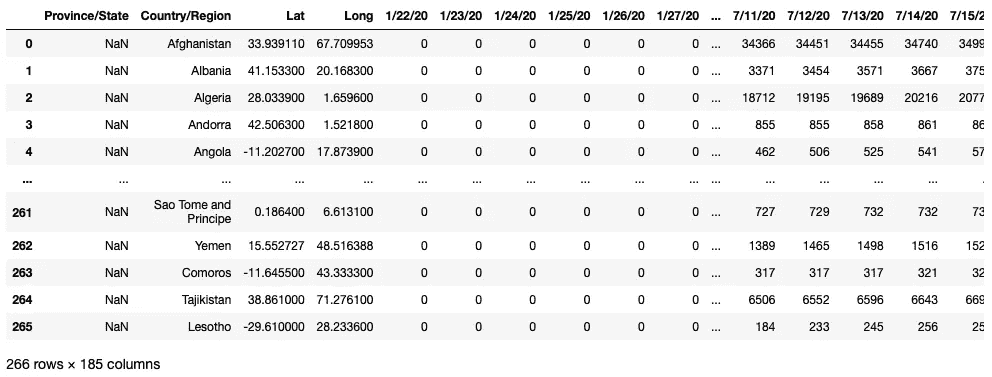 Province/State Country/Region Lat Long 1/22/20 1/23/20 1/24/20 1/25/20 1/26/20 1/27/20 ... 7/11/20 7/12/20 7/13/20 7/14/20 7/15/2
0 NaN Afghanistan 33.939110 67.709953 0 0 0 0 0 0 ... 34366 34451 34455 34740 3499
1 NaN Albania 41.153300 20.168300 0 0 0 0 0 0 ... 3371 3454 3571 3667 375
2 NaN Algeria 28.033900 1.659600 0 0 0 0 0 0 ... 18712 19195 19689 20216 2077
3 NaN Andorra 42.506300 1.521800 0 0 0 0 0 0 ... 855 855 858 861 86
4 NaN Angola -11.202700 17.873900 0 0 0 0 0 0 ... 462 506 525 541 57
... ... ... ... ... ... ... ... ... ... ... ... ... ... ... ... .
261 NaN Sao Tome and
Principe 0.186400 6.613100 0 0 0 0 0 0 ... 727 729 732 732 73
262 NaN Yemen 15.552727 48.516388 0 0 0 0 0 0 ... 1389 1465 1498 1516 152
263 NaN Comoros -11.645500 43.333300 0 0 0 0 0 0 ... 317 317 317 321 32
264 NaN Tajikistan 38.861000 71.276100 0 0 0 0 0 0 ... 6506 6552 6596 6643 669
265 NaN Lesotho -29.610000 28.233600 0 0 0 0 0 0 ... 184 233 245 256 25
266 rows × 185 columns